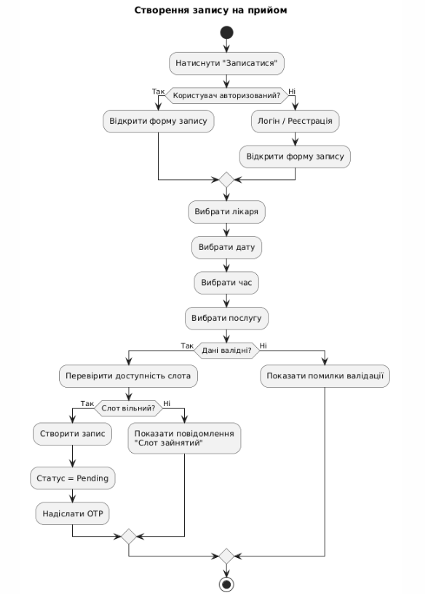 Створення запису на прийом
Натиснути "Записатися"
Так
Користувач авторизований?
Ні
Відкрити форму запису
Логін / Реєстрація
Відкрити форму запису
Вибрати лікаря
Вибрати дату
Вибрати час
Вибрати послугу
Так
Дані валідні?
Ні
Перевірити доступність слота
Показати помилки валідації
Так
Слот вільний?
Ні
Створити запис
Показати повідомлення
"Слот зайнятий"
Статус = Pending
Надіслати OTP